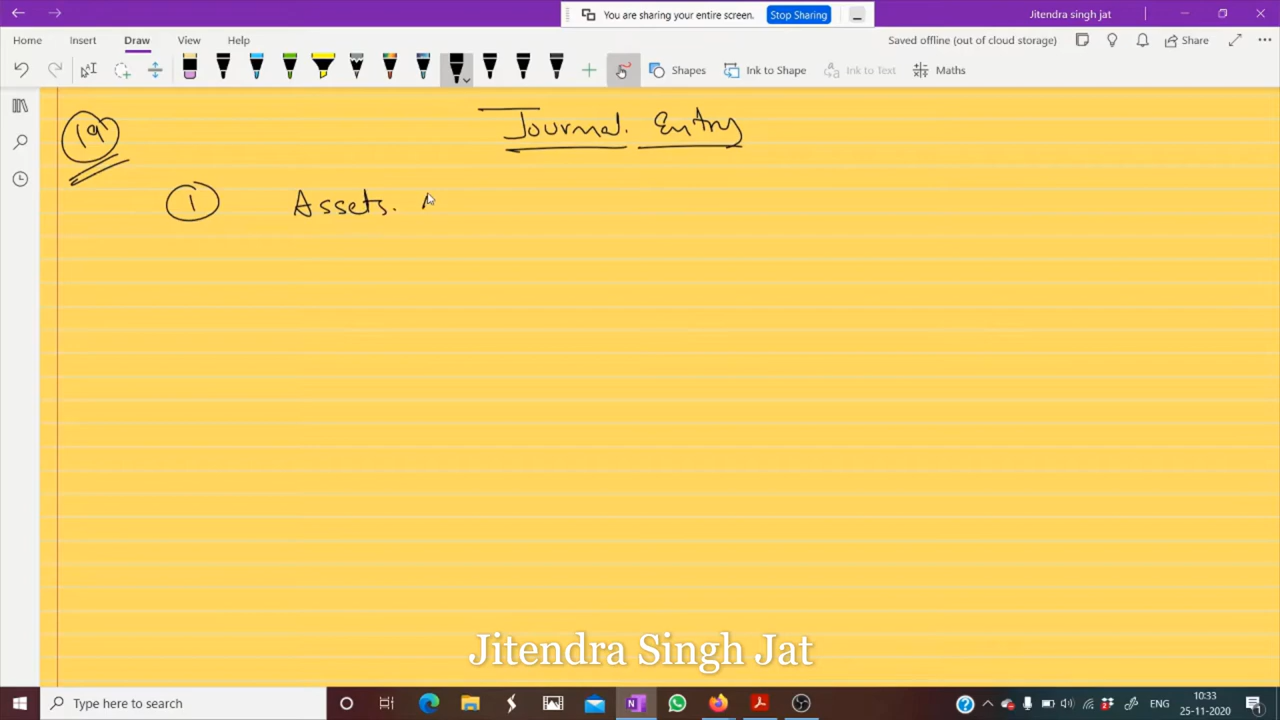 You are sharing your entire screen. Stop Sharing
Jitendra singh jat
Home Insert Draw View Help
Saved offline (out of cloud storage) Share
Shapes Ink to Shape Ink to Text Maths
19
Journal. Entry
1 Assets. A
Jitendra Singh Jat
Type here to search
ENG
10:33
25-11-2020